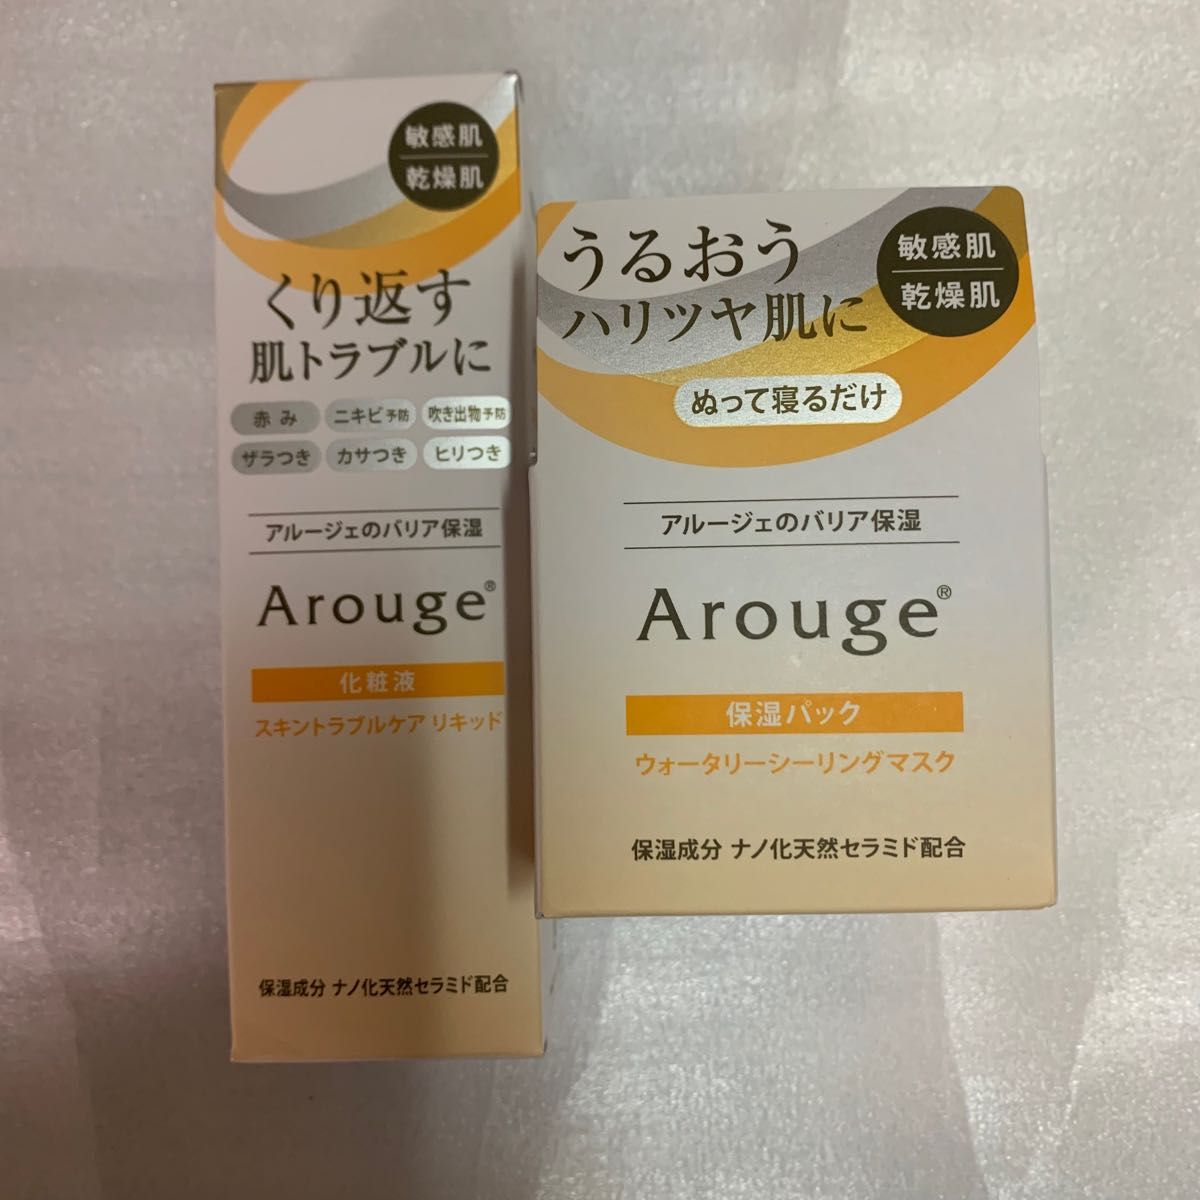 敏感肌
乾燥肌
くり返す
肌トラブルに
赤み ニキビ予防 吹き出物予防
ザラつき カサつき ヒリつき
アルージェのバリア保湿
Arouge®
化粧液
スキントラブルケア リキッド
保湿成分 ナノ化天然セラミド配合
うるおう
ハリツヤ肌に
敏感肌
乾燥肌
ぬって寝るだけ
アルージェのバリア保湿
Arouge®
保湿パック
ウォータリーシーリングマスク
保湿成分 ナノ化天然セラミド配合